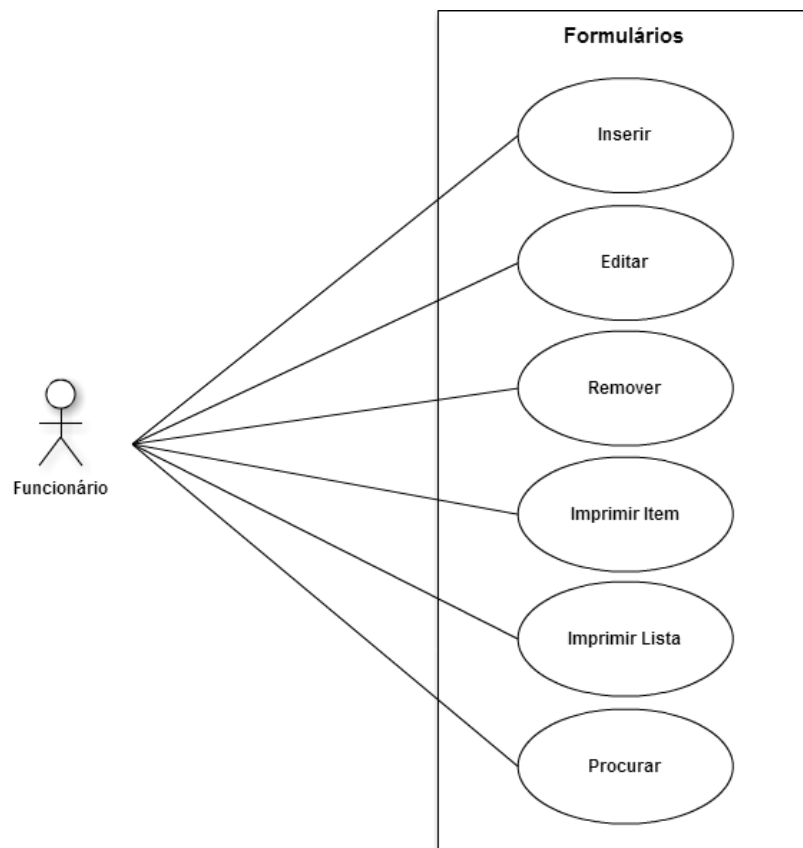 Formulários
Inserir
Editar
Remover
Funcionário
Imprimir Item
Imprimir Lista
Procurar